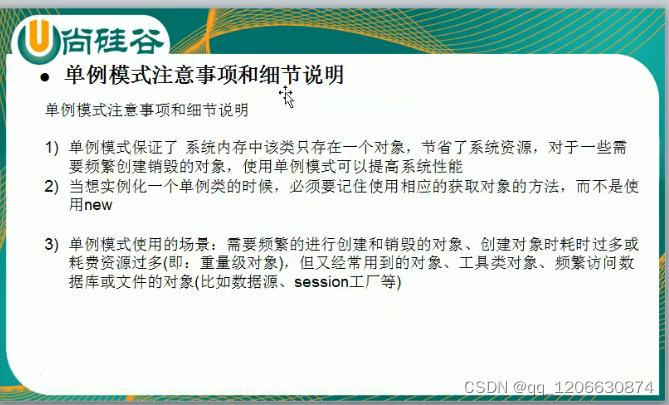 尚硅谷
● 单例模式注意事项和细节说明
单例模式注意事项和细节说明
1) 单例模式保证了 系统内存中该类只存在一个对象，节省了系统资源，对于一些需
要频繁创建销毁的对象，使用单例模式可以提高系统性能
2) 当想实例化一个单例类的时候，必须要记住使用相应的获取对象的方法，而不是使
用new
3) 单例模式使用的场景：需要频繁的进行创建和销毁的对象、创建对象时耗时过多或
耗费资源过多(即：重量级对象)，但又经常用到的对象、工具类对象、频繁访问数
据库或文件的对象(比如数据源、session工厂等)
CSDN @qq_1206630874